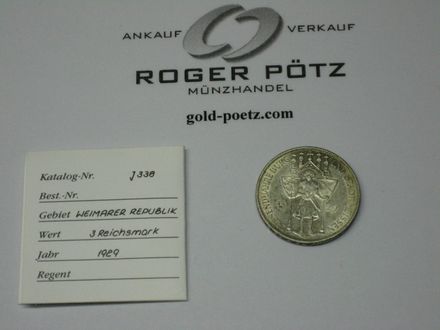 ANKAUF VERKAUF
ROGER PÖTZ
MÜNZHANDEL
gold-poetz.com
Katalog-Nr. J 338
Best.-Nr.
Gebiet WEIMARER REPUBLIK
Wert 3 Reichsmark
Jahr 1929
Regent